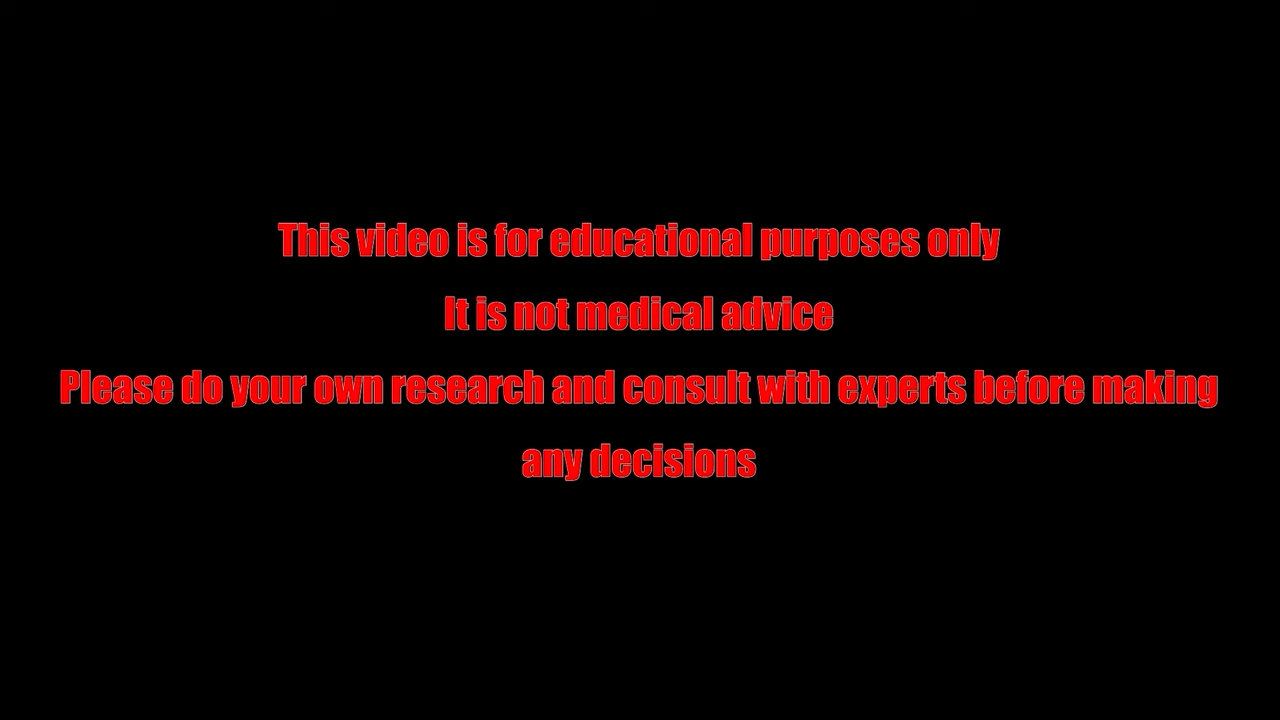 This video is for educational purposes only
It is not medical advice
Please do your own research and consult with experts before making
any decisions